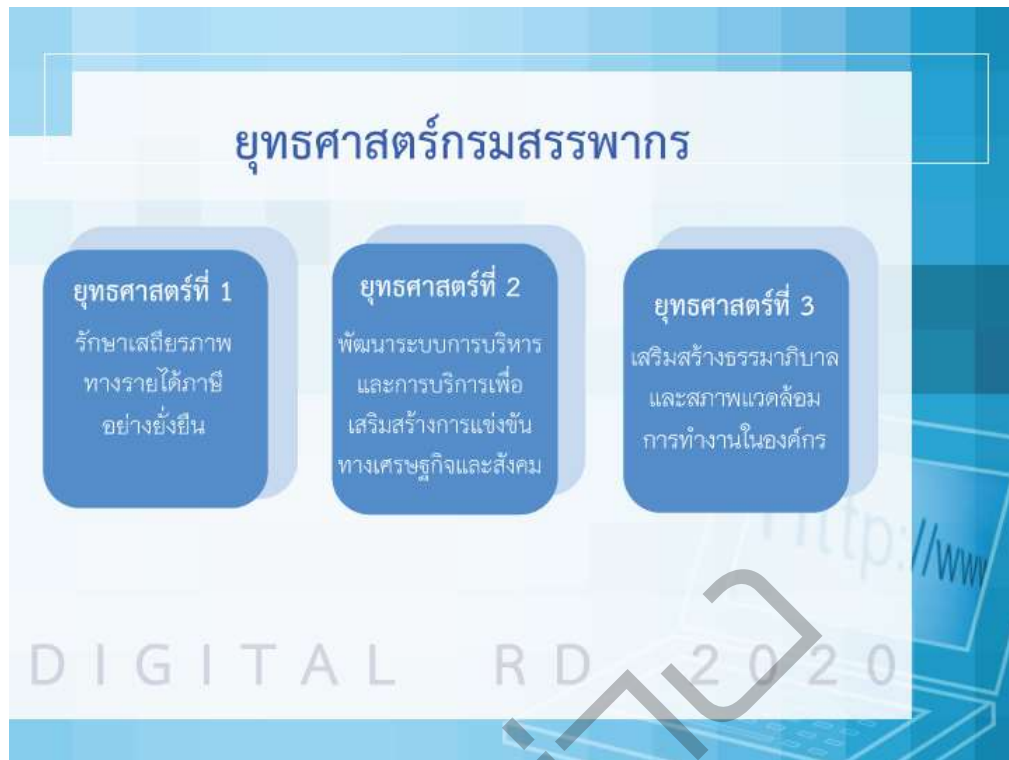 ยุทธศาสตร์กรมสรรพากร
ยุทธศาสตร์ที่ 1
รักษาเสถียรภาพ
ทางรายได้ภาษี
อย่างยั่งยืน
ยุทธศาสตร์ที่ 2
พัฒนาระบบการบริหาร
และการบริการเพื่อ
เสริมสร้างการแข่งขัน
ทางเศรษฐกิจและสังคม
ยุทธศาสตร์ที่ 3
เสริมสร้างธรรมาภิบาล
และสภาพแวดล้อม
การทำงานในองค์กร
http://www
DIGITAL RD 2020